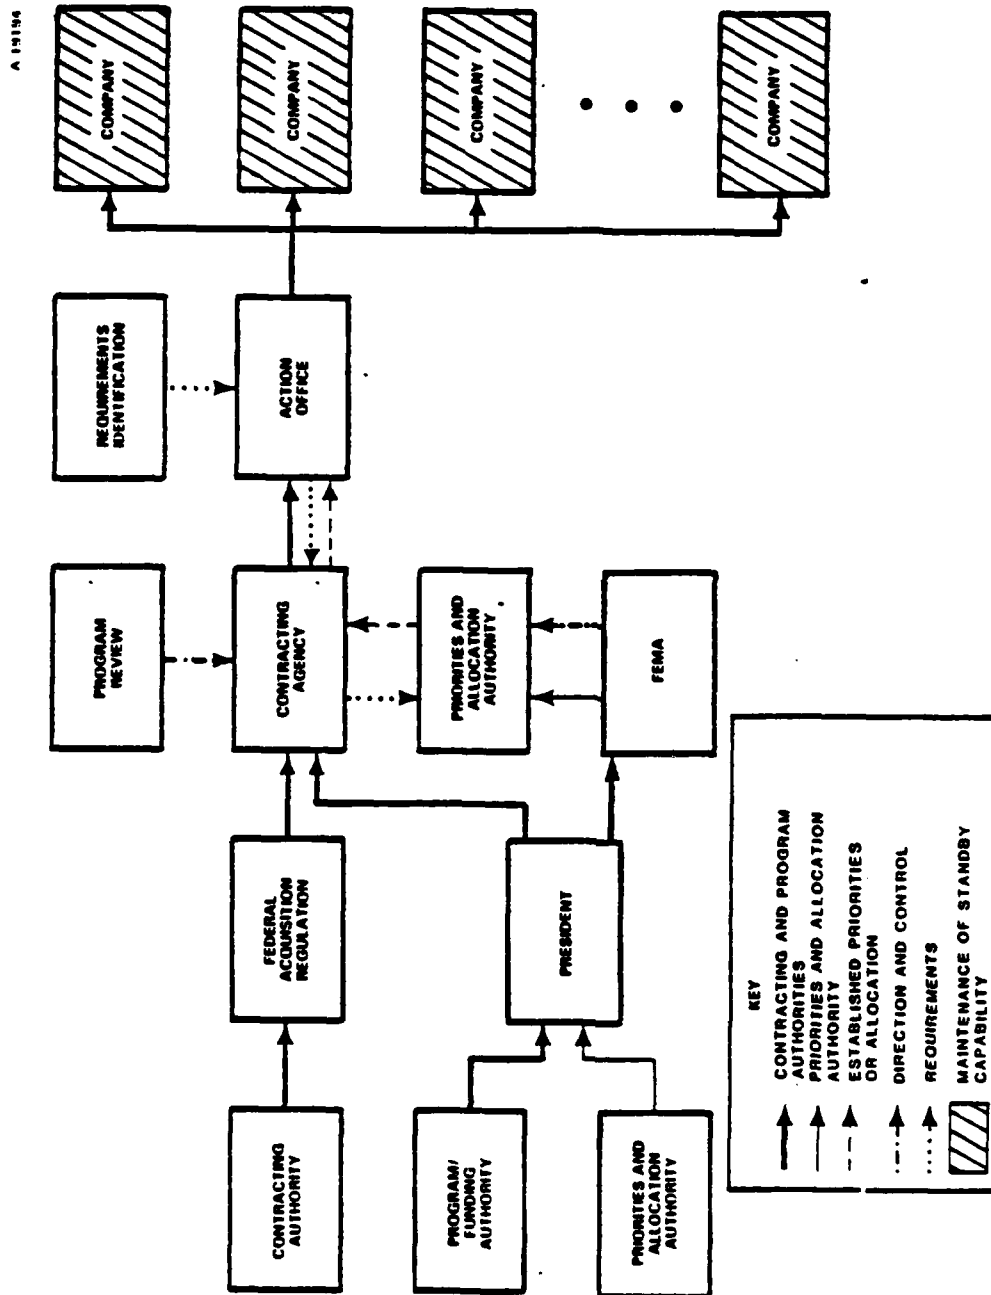 A 19194
CONTRACTING
AUTHORITY
PROGRAM/
FUNDING
AUTHORITY
PRIORITIES AND
ALLOCATION
AUTHORITY
FEDERAL
ACQUISITION
REGULATION
PRESIDENT
PROGRAM
REVIEW
CONTRACTING
AGENCY
PRIORITIES AND
ALLOCATION
AUTHORITY
FEMA
REQUIREMENTS
IDENTIFICATION
ACTION
OFFICE
COMPANY
COMPANY
COMPANY
COMPANY
KEY
CONTRACTING AND PROGRAM
AUTHORITIES
PRIORITIES AND ALLOCATION
AUTHORITY
ESTABLISHED PRIORITIES
OR ALLOCATION
DIRECTION AND CONTROL
REQUIREMENTS
MAINTENANCE OF STANDBY
CAPABILITY